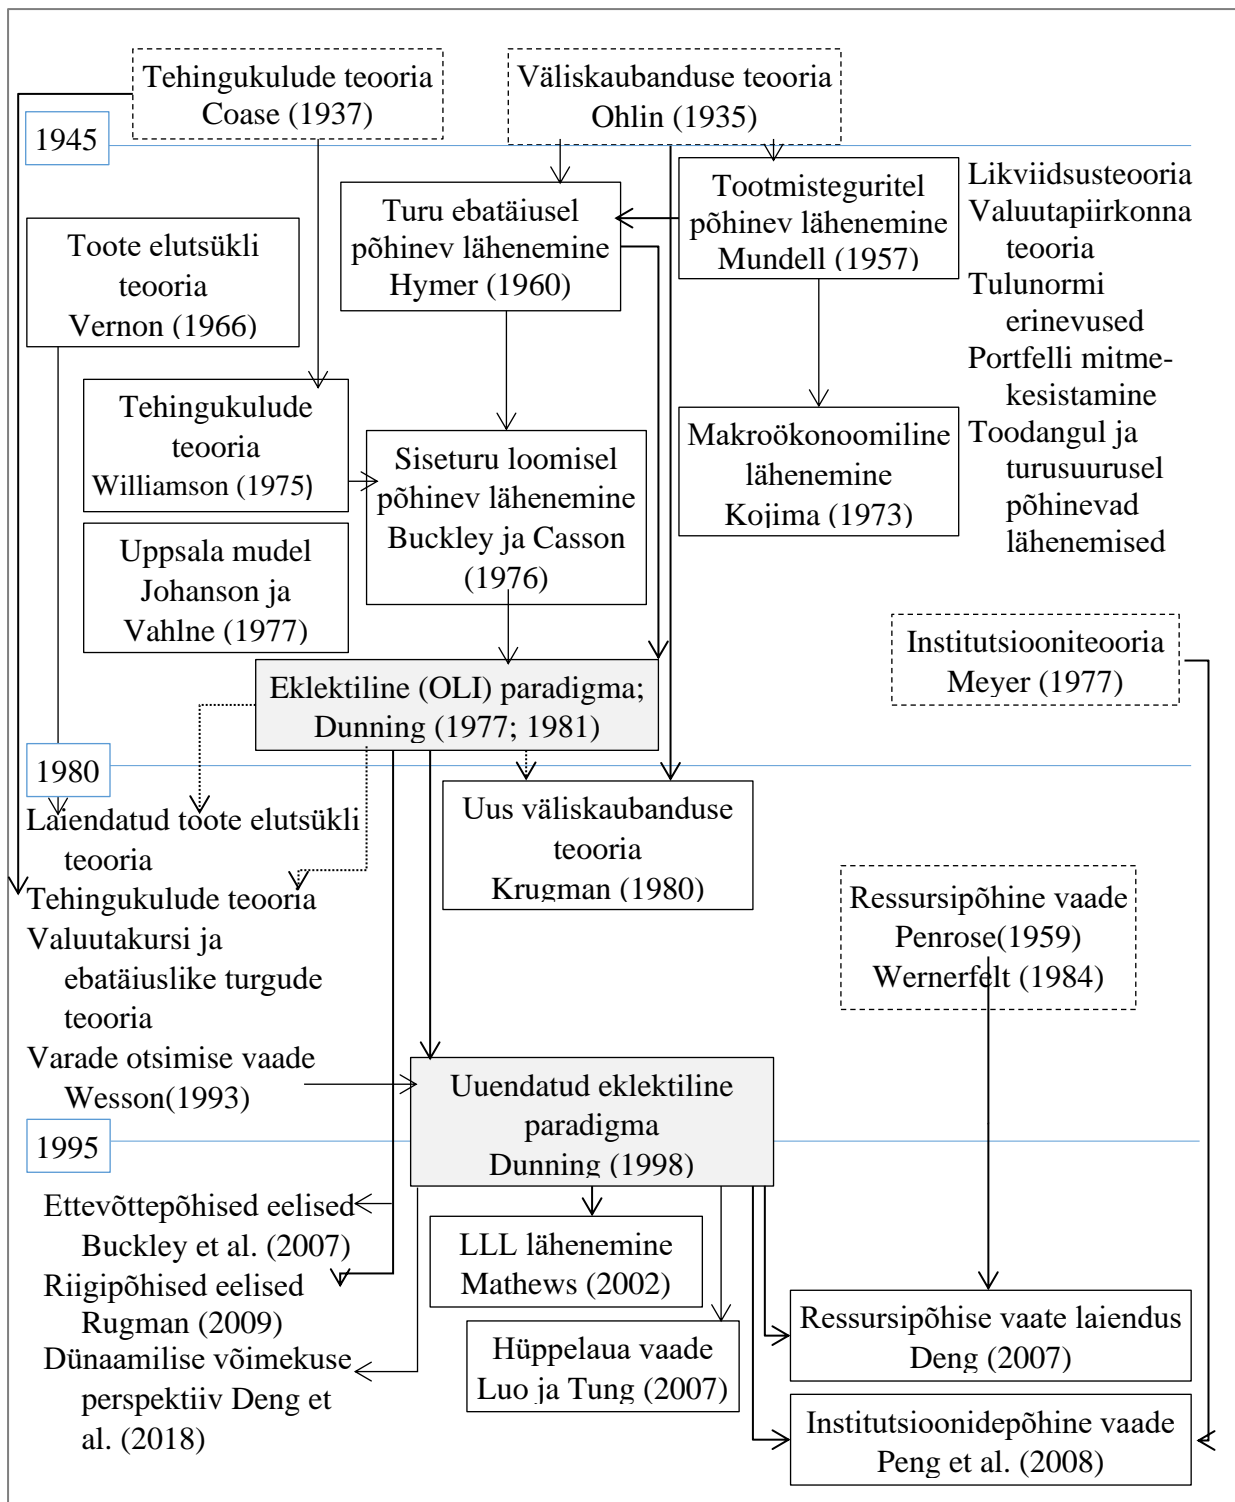 Tehingukulude teooria
Coase (1937)
Väliskaubanduse teooria
Ohlin (1935)
1945
Turu ebatäiusel
põhinev lähenemine
Hymer (1960)
Tootmisteguritel
põhinev lähenemine
Mundell (1957)
Likviidsusteooria
Valuutapiirkonna
teooria
Tulunormi
erinevused
Portfelli mitme-
kesistamine
Toodangul ja
turusuurusel
põhinevad
lähenemised
Toote elutsükli
teooria
Vernon (1966)
Tehingukulude
teooria
Williamson (1975)
Siseturu loomisel
põhinev lähenemine
Buckley ja Casson
(1976)
Makroökonoomiline
lähenemine
Kojima (1973)
Uppsala mudel
Johanson ja
Vahlne (1977)
Institutsiooniteooria
Meyer (1977)
Eklektiline (OLI) paradigma;
Dunning (1977; 1981)
1980
Laiendatud toote elutsükli
teooria
Tehingukulude teooria
Valuutakursi ja
ebatäiuslike turgude
teooria
Varade otsimise vaade
Wesson(1993)
Uus väliskaubanduse
teooria
Krugman (1980)
Ressursipõhine vaade
Penrose(1959)
Wernerfelt (1984)
Uuendatud eklektiline
paradigma
Dunning (1998)
1995
Ettevõttepõhised eelised
Buckley et al. (2007)
Riigipõhised eelised
Rugman (2009)
Dünaamilise võimekuse
perspektiiv Deng et
al. (2018)
LLL lähenemine
Mathews (2002)
Hüppelaua vaade
Luo ja Tung (2007)
Ressursipõhise vaate laiendus
Deng (2007)
Institutsioonidepõhine vaade
Peng et al. (2008)